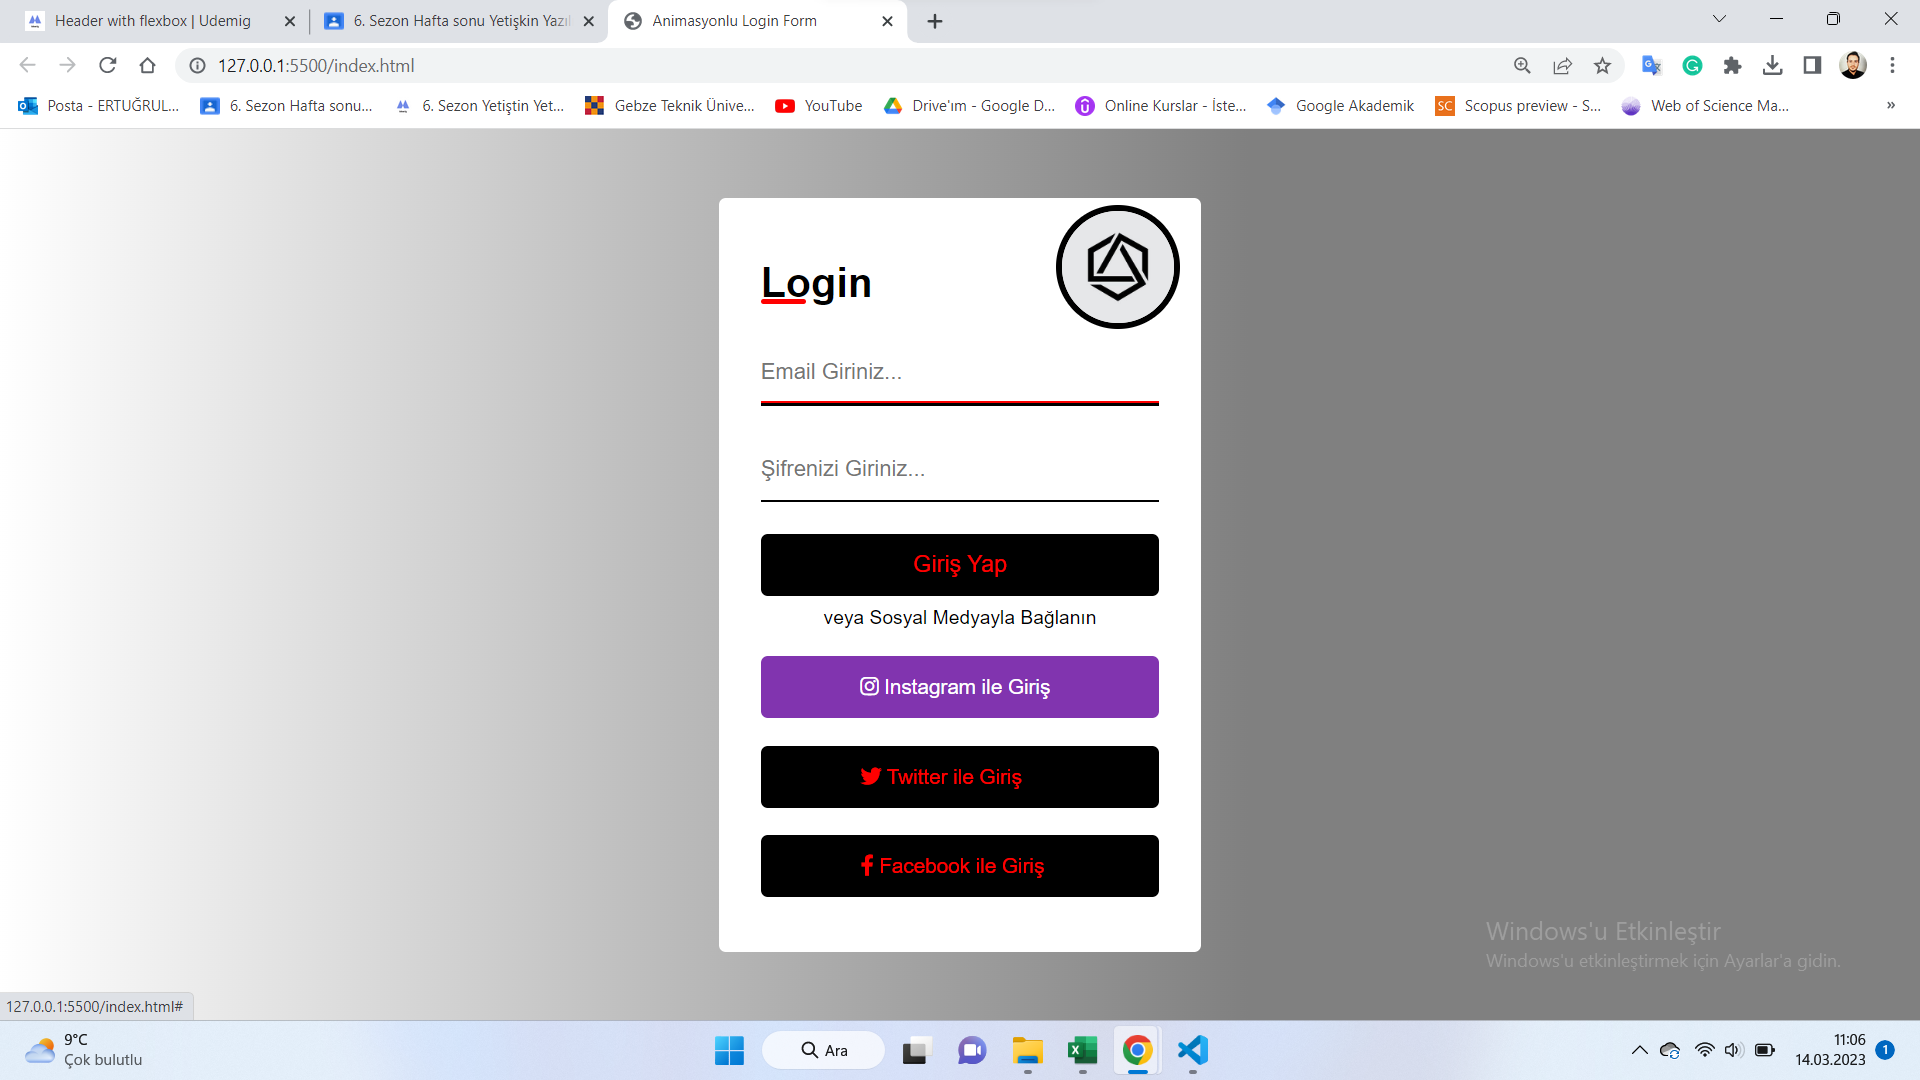 Header with flexbox | Udemig
6. Sezon Hafta sonu Yetişkin Yazıl
Animasyonlu Login Form
127.0.0.1:5500/index.html
Posta - ERTUĞRUL...
6. Sezon Hafta sonu...
6. Sezon Yetiştin Yet...
Gebze Teknik Ünive...
YouTube
Drive'ım - Google D...
Online Kurslar - İste...
Google Akademik
SC
Scopus preview - S...
Web of Science Ma...
»
Login
Email Giriniz...
Şifrenizi Giriniz...
Giriş Yap
veya Sosyal Medyayla Bağlanın
Instagram ile Giriş
Twitter ile Giriş
Facebook ile Giriş
Windows'u Etkinleştir
Windows'u etkinleştirmek için Ayarlar'a gidin.
127.0.0.1:5500/index.html#
9°C
Çok bulutlu
Ara
11:06
14.03.2023
1